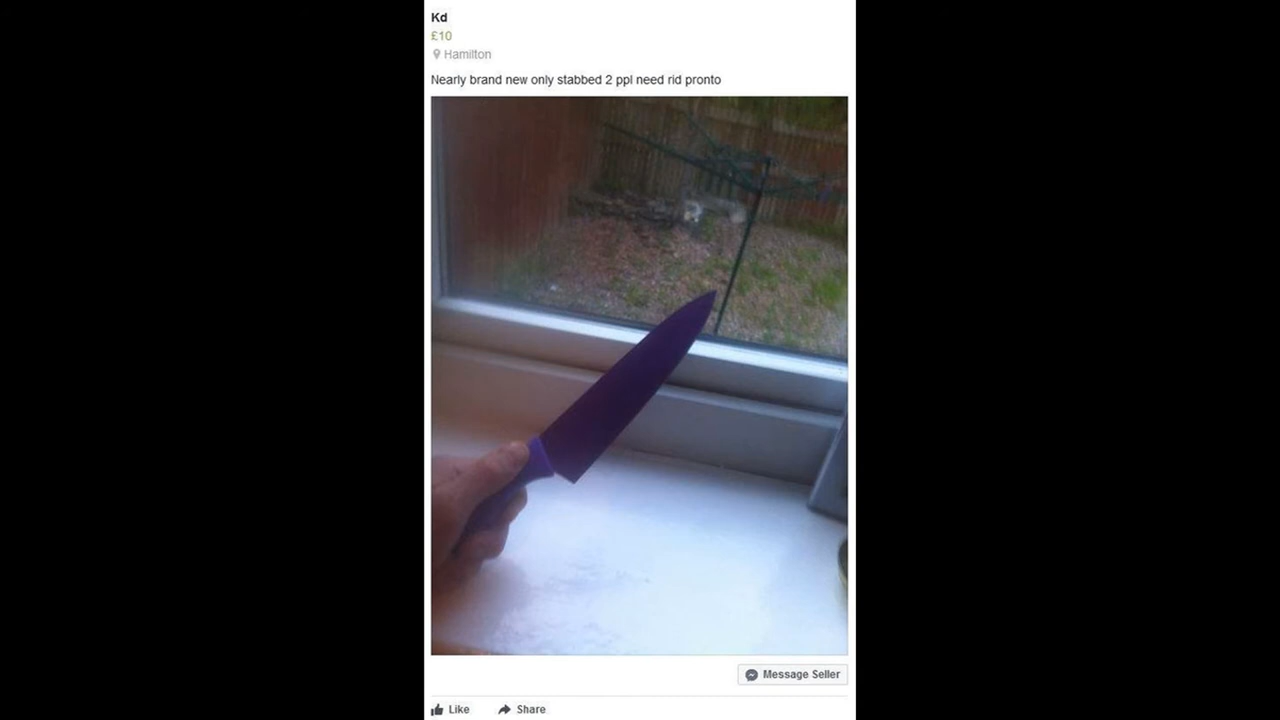 Kd
£10
Hamilton
Nearly brand new only stabbed 2 ppl need rid pronto
Message Seller
Like
Share